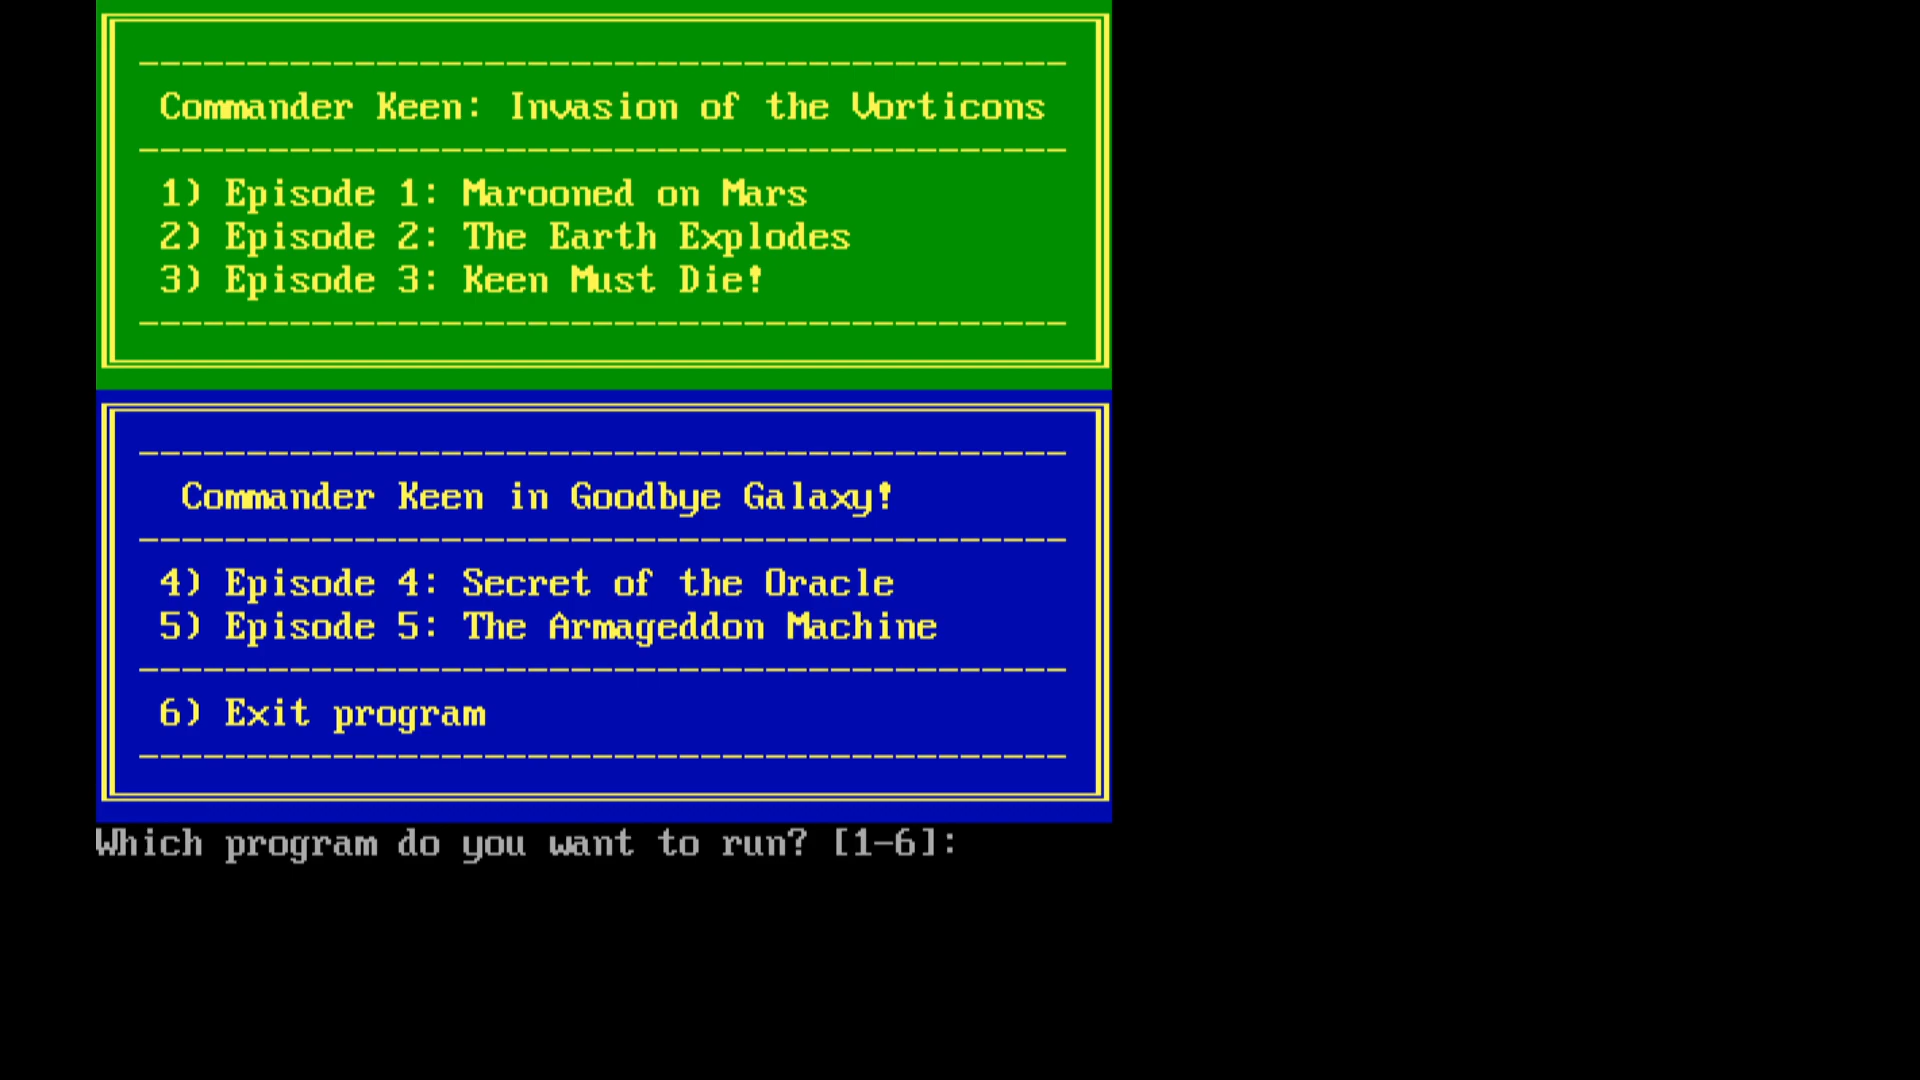 -------------------------------------------
Commander Keen: Invasion of the Vorticons
-------------------------------------------
1) Episode 1: Marooned on Mars
2) Episode 2: The Earth Explodes
3) Episode 3: Keen Must Die!
-------------------------------------------
-------------------------------------------
Commander Keen in Goodbye Galaxy!
-------------------------------------------
4) Episode 4: Secret of the Oracle
5) Episode 5: The Armageddon Machine
-------------------------------------------
6) Exit program
-------------------------------------------
Which program do you want to run? [1-6]: